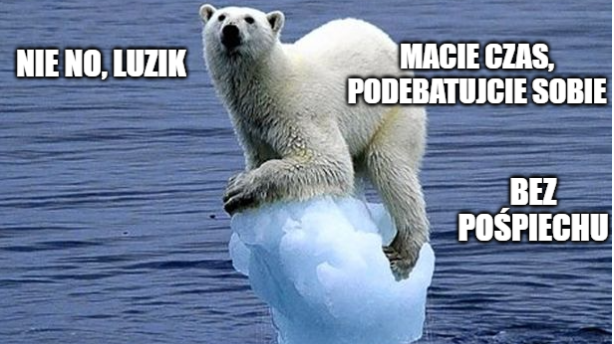 NIE NO, LUZIK
MACIE CZAS,
PODEBATUJCIE SOBIE
BEZ
POŚPIECHU